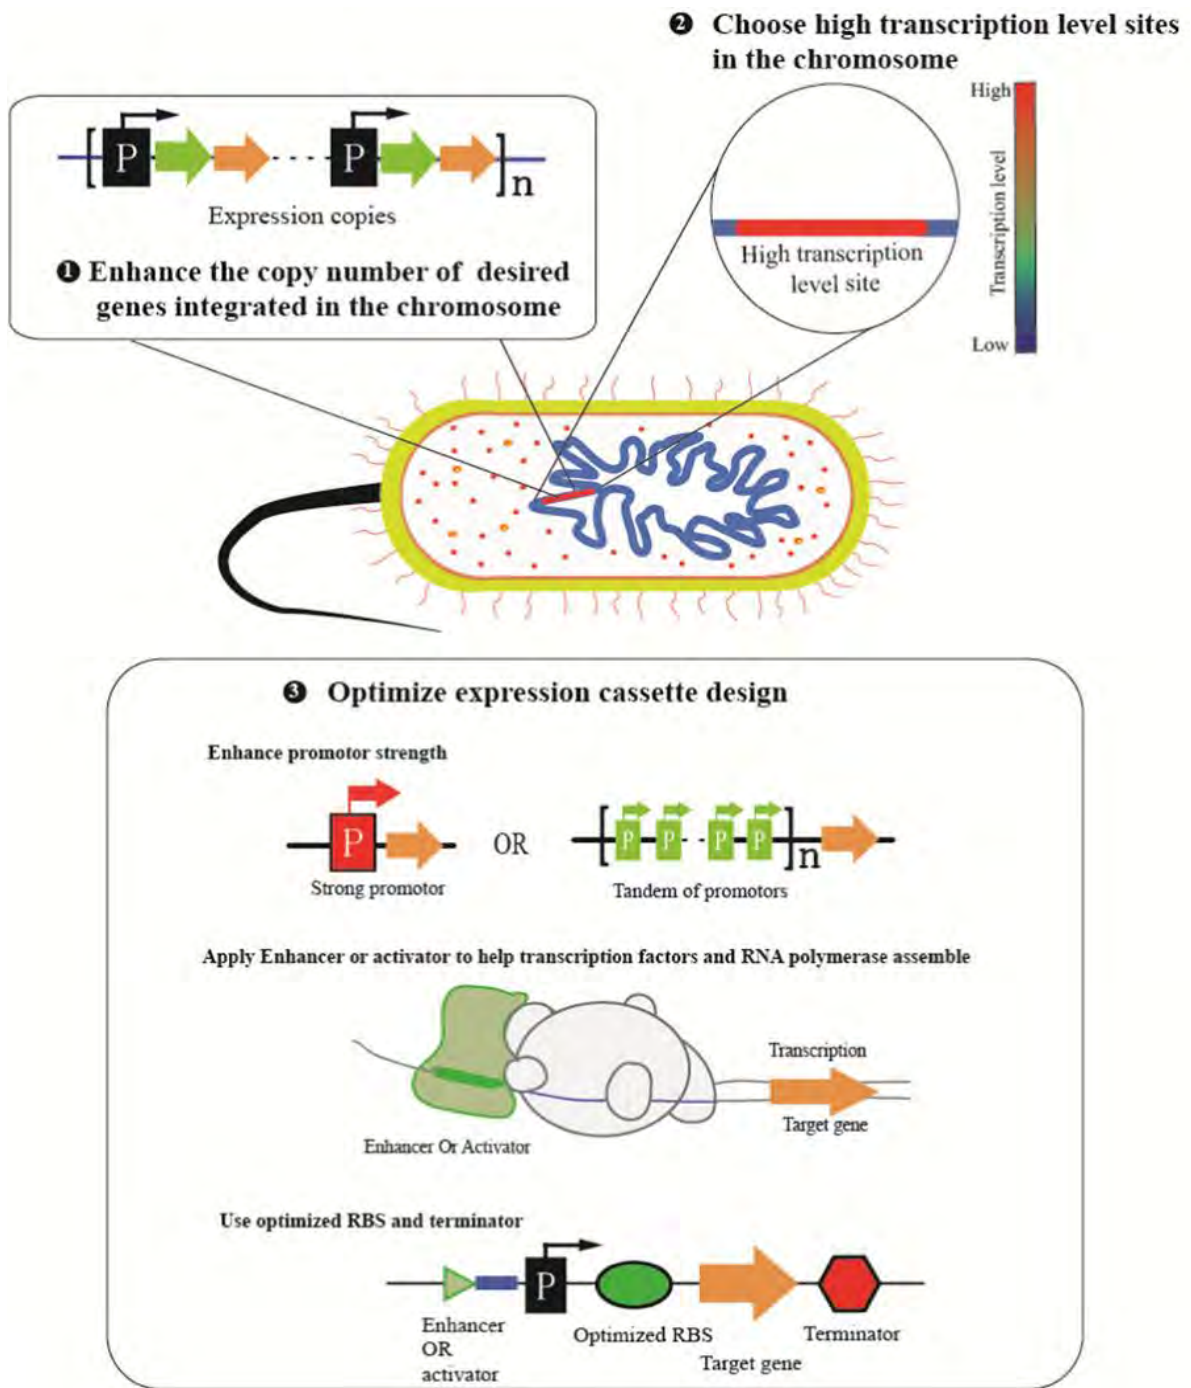 ❷ Choose high transcription level sites
in the chromosome
High
Transcription level
Low
P
P
n
Expression copies
❶ Enhance the copy number of desired
genes integrated in the chromosome
High transcription
level site
❸ Optimize expression cassette design
Enhance promotor strength
P
OR
P
P
P
P
n
Strong promotor
Tandem of promotors
Apply Enhancer or activator to help transcription factors and RNA polymerase assemble
Transcription
Target gene
Enhancer Or Activator
Use optimized RBS and terminator
P
Enhancer
OR
activator
Optimized RBS
Target gene
Terminator